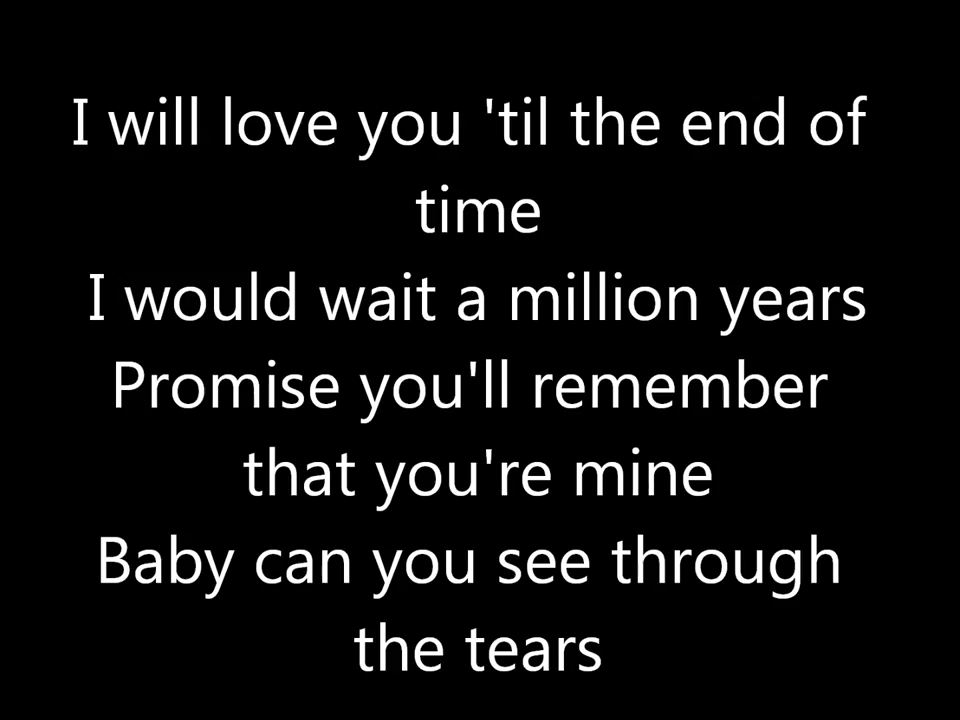 I will love you 'til the end of
time
I would wait a million years
Promise you'll remember
that you're mine
Baby can you see through
the tears